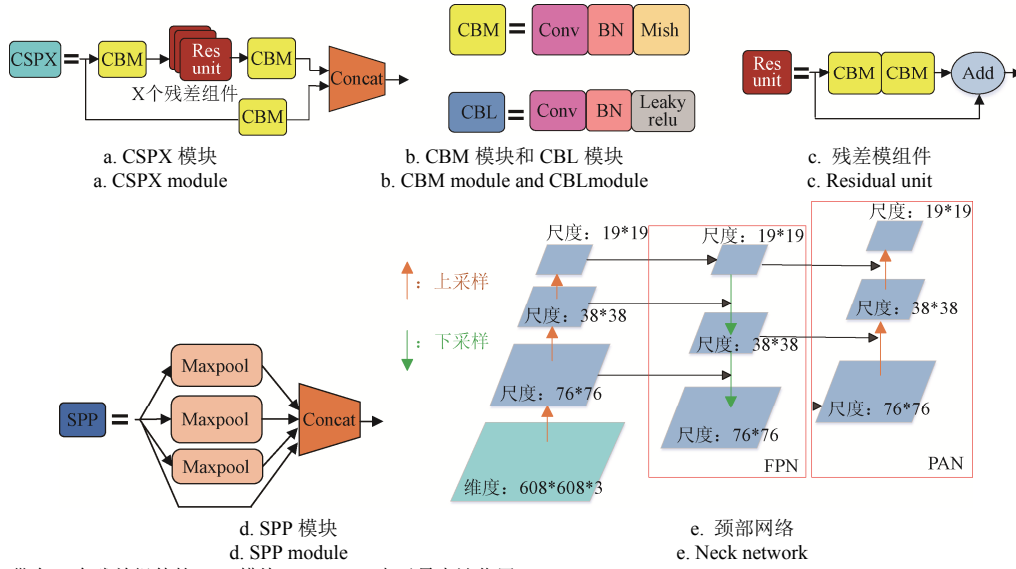 CSPX
=
CBM
Res
unit
CBM
X个残差组件
CBM
Concat
a. CSPX 模块
a. CSPX module
CBM
=
Conv
BN
Mish
CBL
=
Conv
BN
Leaky
relu
b. CBM 模块和 CBL 模块
b. CBM module and CBLmodule
Res
unit
=
CBM
CBM
Add
c. 残差模组件
c. Residual unit
SPP
=
Maxpool
Maxpool
Maxpool
Concat
d. SPP 模块
d. SPP module
：上采样
：下采样
尺度：19*19
尺度：38*38
尺度：76*76
维度：608*608*3
尺度：19*19
尺度：38*38
尺度：76*76
FPN
尺度：19*19
尺度：38*38
尺度：76*76
PAN
e. 颈部网络
e. Neck network